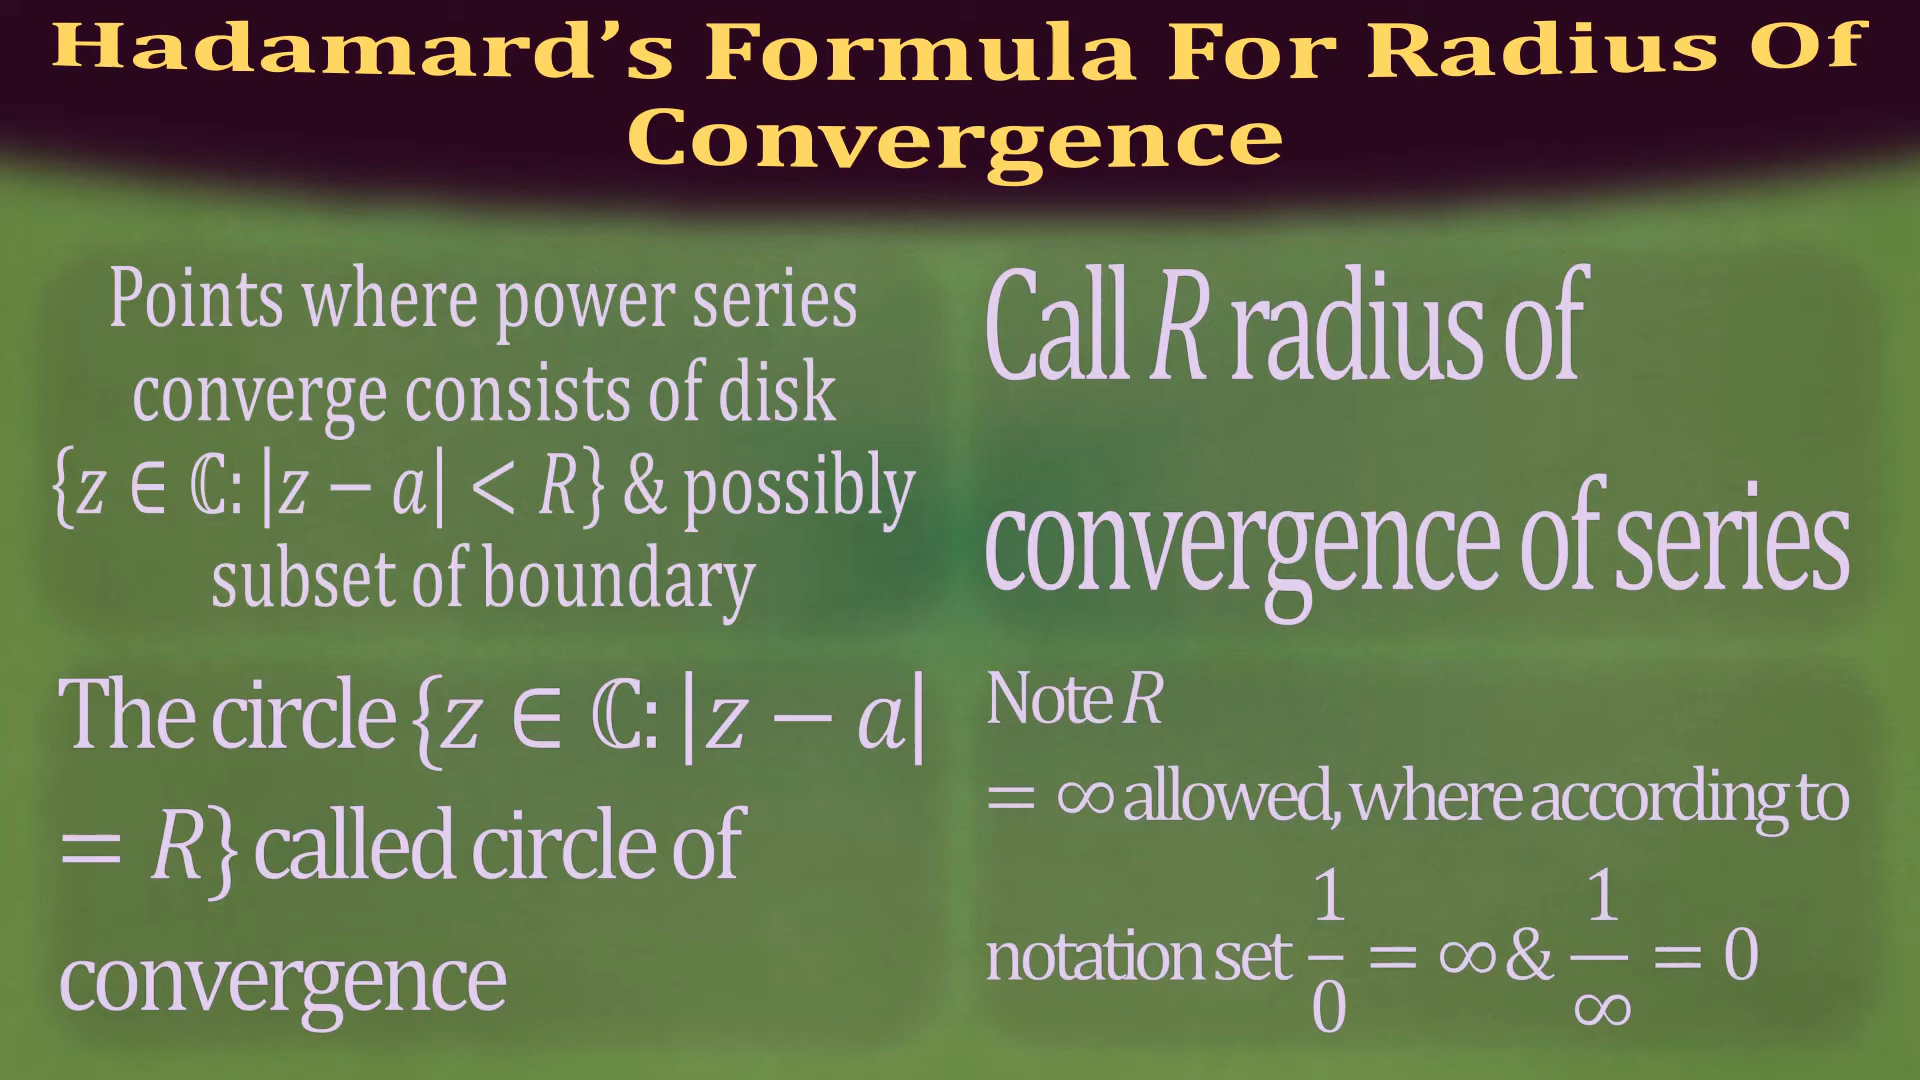 Hadamard’s Formula For Radius Of
Convergence
Points where power series
converge consists of disk
{z ∈ ℂ: |z − a| < R} & possibly
subset of boundary
Call R radius of
convergence of series
The circle {z ∈ ℂ: |z − a|
= R} called circle of
convergence
Note R
= ∞ allowed, where according to
notation set 1/0 = ∞ & 1/∞ = 0